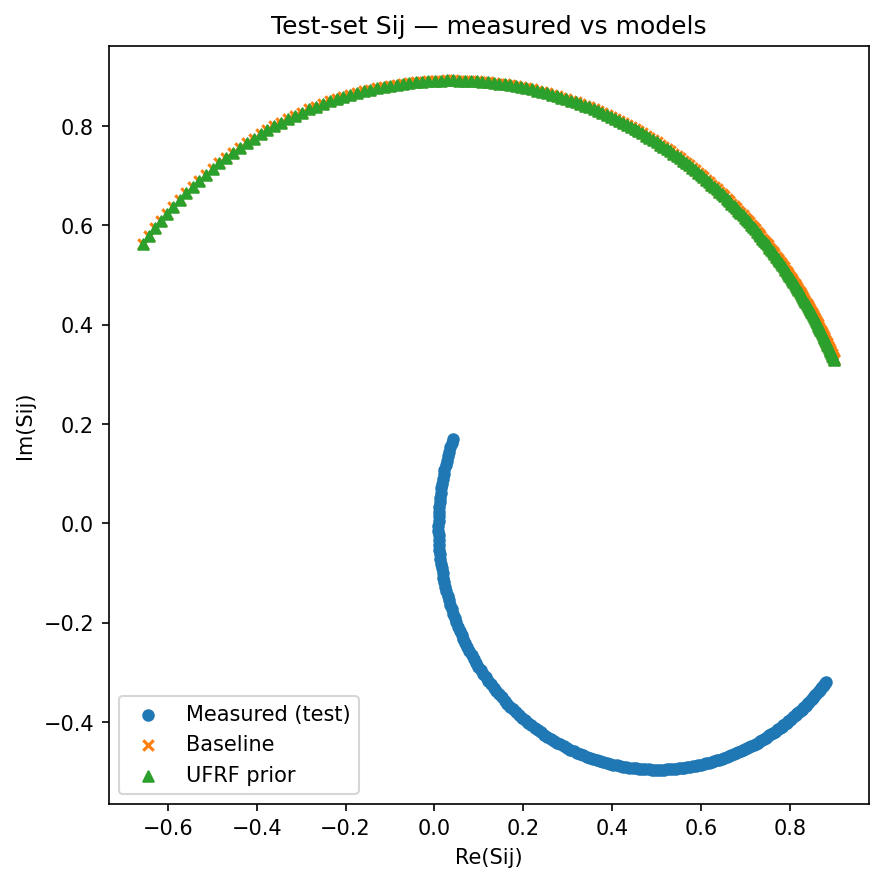 Test-set Sij — measured vs models
Im(Sij)
0.8
0.6
0.4
0.2
0.0
−0.2
−0.4
Measured (test)
Baseline
UFRF prior
−0.6 −0.4 −0.2 0.0 0.2 0.4 0.6 0.8
Re(Sij)